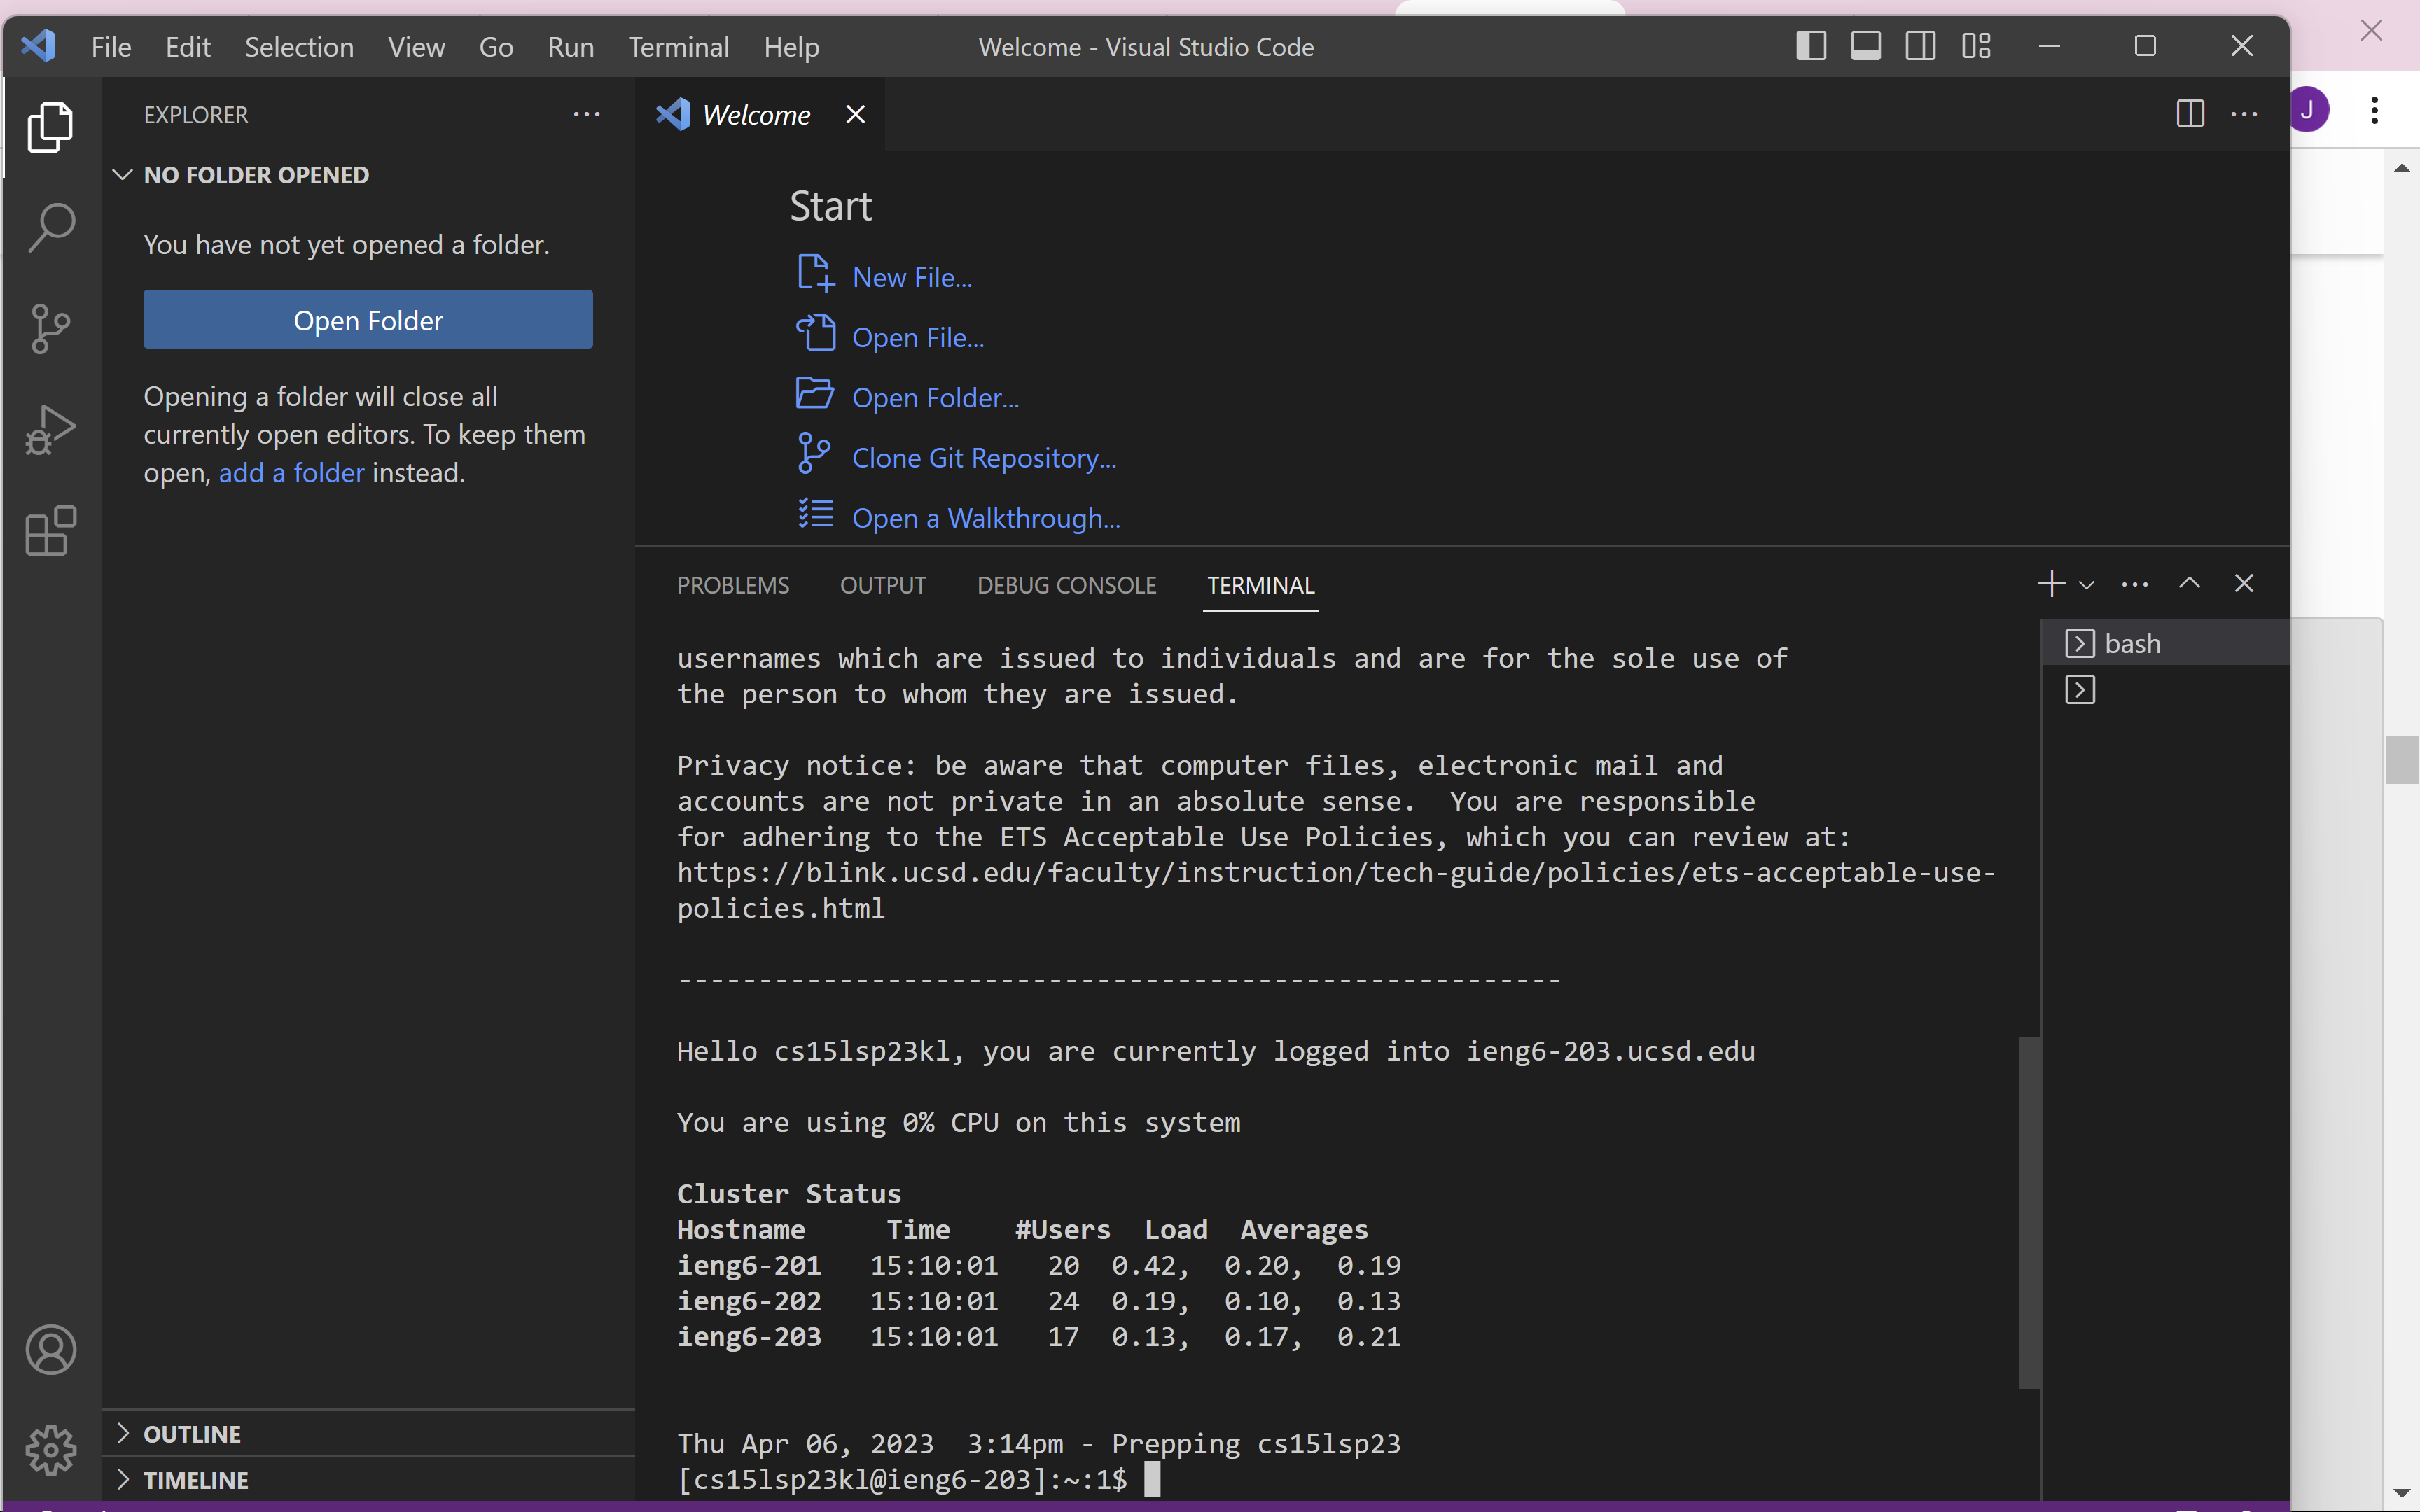 File Edit Selection View Go Run Terminal Help
Welcome - Visual Studio Code
J
EXPLORER
NO FOLDER OPENED
You have not yet opened a folder.
Open Folder
Opening a folder will close all
currently open editors. To keep them
open, add a folder instead.
OUTLINE
TIMELINE
Welcome
Start
New File...
Open File...
Open Folder...
Clone Git Repository...
Open a Walkthrough...
PROBLEMS OUTPUT DEBUG CONSOLE TERMINAL
bash
usernames which are issued to individuals and are for the sole use of
the person to whom they are issued.
Privacy notice: be aware that computer files, electronic mail and
accounts are not private in an absolute sense.  You are responsible
for adhering to the ETS Acceptable Use Policies, which you can review at:
https://blink.ucsd.edu/faculty/instruction/tech-guide/policies/ets-acceptable-use-
policies.html
-------------------------------------------------------
Hello cs15lsp23kl, you are currently logged into ieng6-203.ucsd.edu
You are using 0% CPU on this system
Cluster Status
Hostname     Time    #Users  Load  Averages
ieng6-201   15:10:01   20  0.42,  0.20,  0.19
ieng6-202   15:10:01   24  0.19,  0.10,  0.13
ieng6-203   15:10:01   17  0.13,  0.17,  0.21
Thu Apr 06, 2023  3:14pm - Prepping cs15lsp23
[cs15lsp23kl@ieng6-203]:~:1$